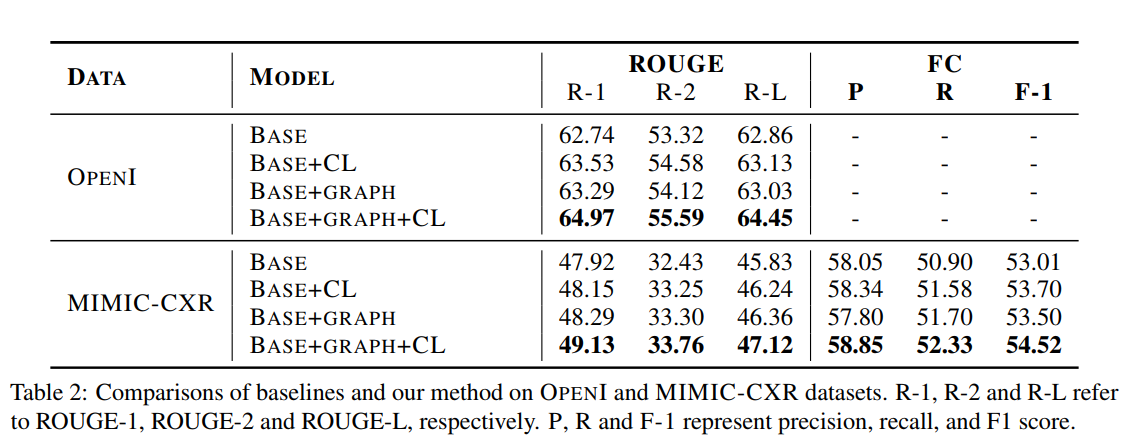 DATA MODEL ROUGE FC
R-1 R-2 R-L P R F-1
OPENI
BASE 62.74 53.32 62.86 - - -
BASE+CL 63.53 54.58 63.13 - - -
BASE+GRAPH 63.29 54.12 63.03 - - -
BASE+GRAPH+CL 64.97 55.59 64.45 - - -
MIMIC-CXR
BASE 47.92 32.43 45.83 58.05 50.90 53.01
BASE+CL 48.15 33.25 46.24 58.34 51.58 53.70
BASE+GRAPH 48.29 33.30 46.36 57.80 51.70 53.50
BASE+GRAPH+CL 49.13 33.76 47.12 58.85 52.33 54.52
Table 2: Comparisons of baselines and our method on OPENI and MIMIC-CXR datasets. R-1, R-2 and R-L refer
to ROUGE-1, ROUGE-2 and ROUGE-L, respectively. P, R and F-1 represent precision, recall, and F1 score.